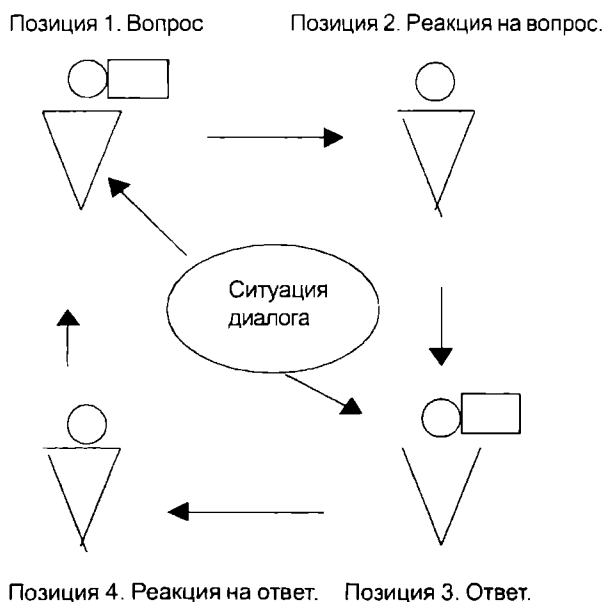 Позиция 1. Вопрос
Позиция 2. Реакция на вопрос.
Ситуация
диалога
Позиция 4. Реакция на ответ.
Позиция 3. Ответ.